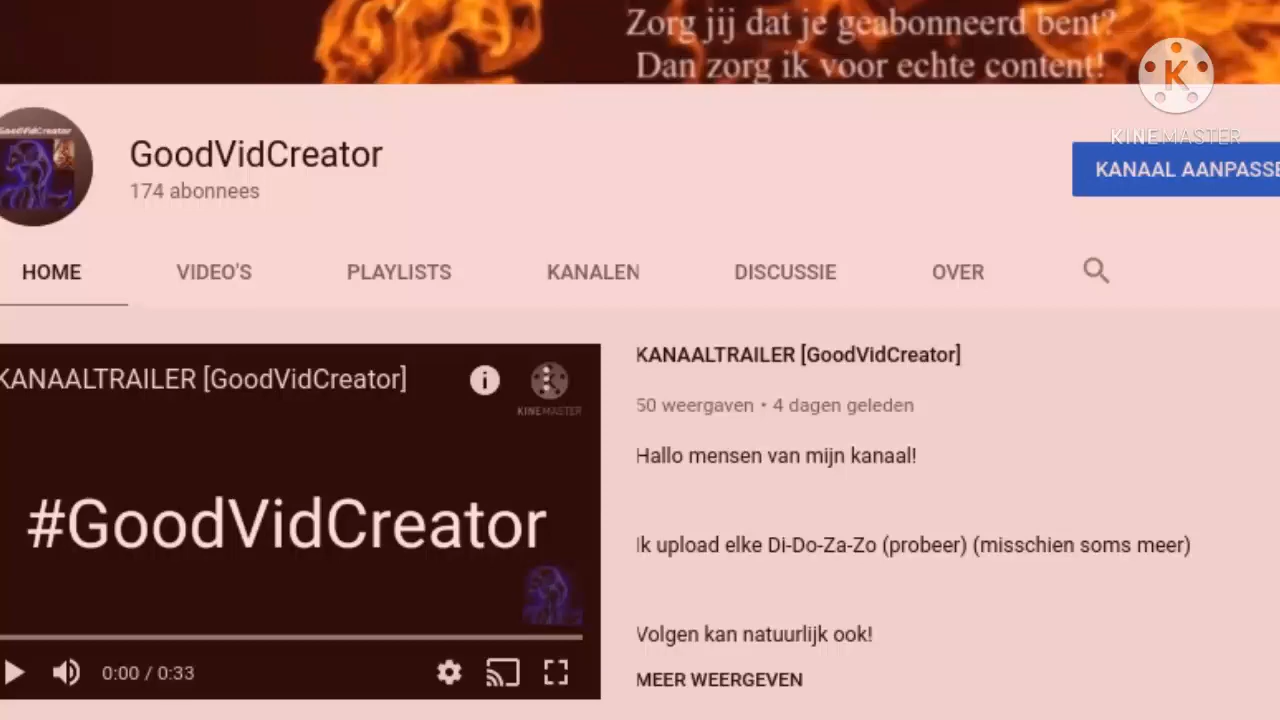 Zorg jij dat je geabonneerd bent?
Dan zorg ik voor echte content!
KINEMASTER
GoodVidCreator
GoodVidCreator
174 abonnees
KANAAL AANPASSE
HOME VIDEO'S PLAYLISTS KANALEN DISCUSSIE OVER
KANAALTRAILER [GoodVidCreator]
KINEMASTER
#GoodVidCreator
0:00 / 0:33
KANAALTRAILER [GoodVidCreator]
50 weergaven • 4 dagen geleden
Hallo mensen van mijn kanaal!
Ik upload elke Di-Do-Za-Zo (probeer) (misschien soms meer)
Volgen kan natuurlijk ook!
MEER WEERGEVEN